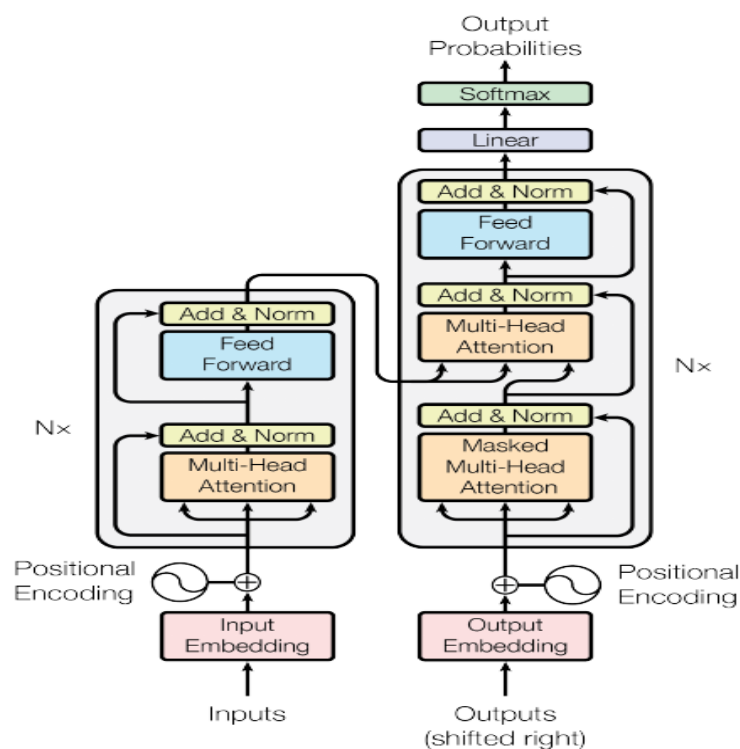 Output
Probabilities
Softmax
Linear
Add & Norm
Feed
Forward
Add & Norm
Multi-Head
Attention
Add & Norm
Masked
Multi-Head
Attention
Nx
Add & Norm
Feed
Forward
Add & Norm
Multi-Head
Attention
Nx
Positional
Encoding
Input
Embedding
Inputs
Positional
Encoding
Output
Embedding
Outputs
(shifted right)